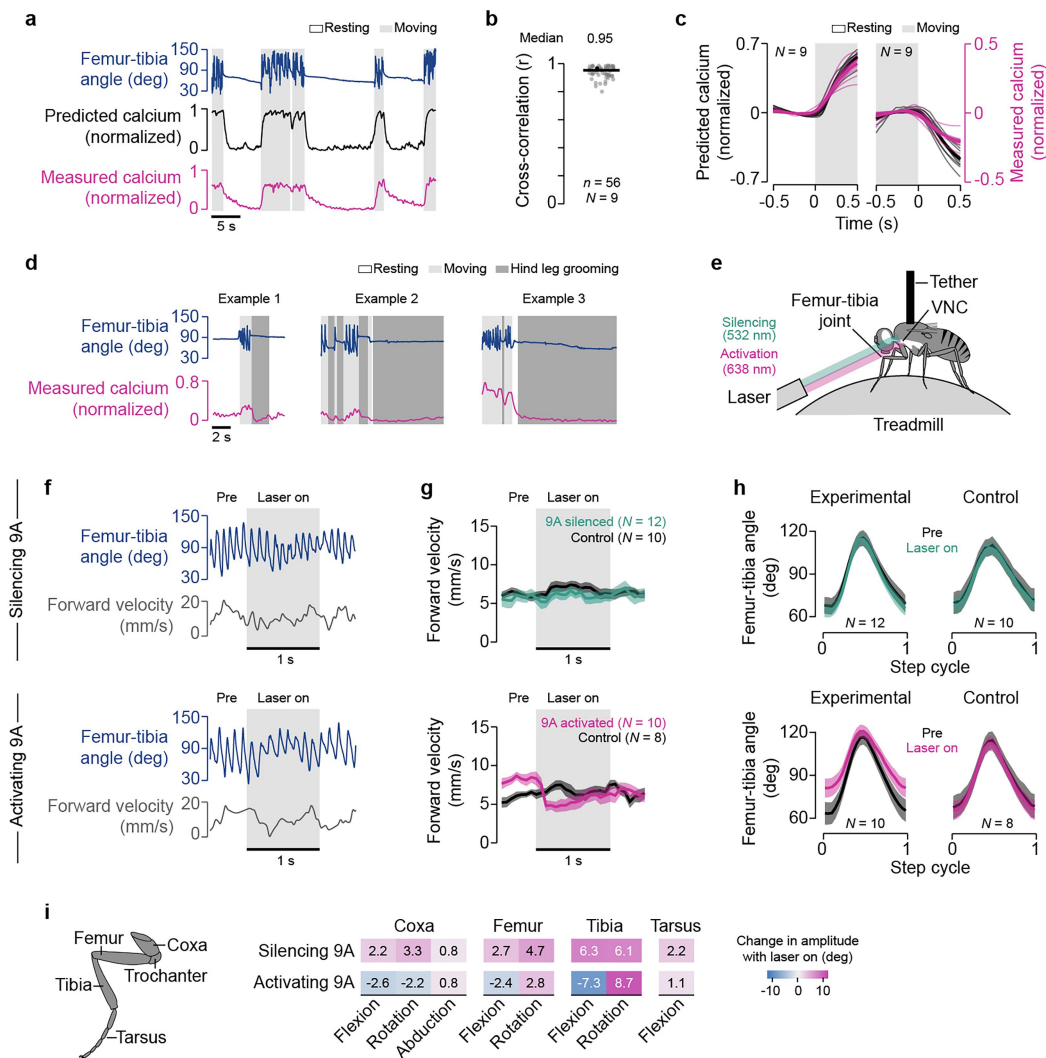 a
Resting Moving
Femur-tibia
angle (deg)
150
90
30
Predicted calcium
(normalized)
1
0
Measured calcium
(normalized)
1
0
5 s
b
Median 0.95
Cross-correlation (r)
1
0
n = 56
N = 9
c
Resting Moving
Predicted calcium
(normalized)
0.7
0
-0.7
N = 9
N = 9
0.5
0
-0.5
Measured calcium
(normalized)
-0.5 0 0.5 -0.5 0 0.5
Time (s)
d
Resting Moving Hind leg grooming
Example 1 Example 2 Example 3
Femur-tibia
angle (deg)
150
90
30
Measured calcium
(normalized)
0.8
0
2 s
e
Tether
VNC
Femur-tibia
joint
Silencing
(532 nm)
Activation
(638 nm)
Laser
Treadmill
Silencing 9A
f
Pre Laser on
Femur-tibia
angle (deg)
150
90
30
Forward velocity
(mm/s)
20
0
1 s
g
Pre Laser on
Forward velocity
(mm/s)
15
10
5
0
9A silenced (N = 12)
Control (N = 10)
1 s
h
Experimental Control
Femur-tibia angle
(deg)
120
90
60
Pre
Laser on
N = 12 N = 10
0 1 0 1
Step cycle
Activating 9A
Pre Laser on
Femur-tibia
angle (deg)
150
90
30
Forward velocity
(mm/s)
20
0
1 s
Pre Laser on
Forward velocity
(mm/s)
15
10
5
0
9A activated (N = 10)
Control (N = 8)
1 s
Experimental Control
Femur-tibia angle
(deg)
120
90
60
Pre
Laser on
N = 10 N = 8
0 1 0 1
Step cycle
i
Femur
Coxa
Trochanter
Tibia
Tarsus
Coxa Femur Tibia Tarsus
Silencing 9A 2.2 3.3 0.8 2.7 4.7 6.3 6.1 2.2
Activating 9A -2.6 -2.2 0.8 -2.4 2.8 -7.3 8.7 1.1
Flexion Rotation Abduction Flexion Rotation Flexion Rotation Flexion
Change in amplitude
with laser on (deg)
-10 0 10